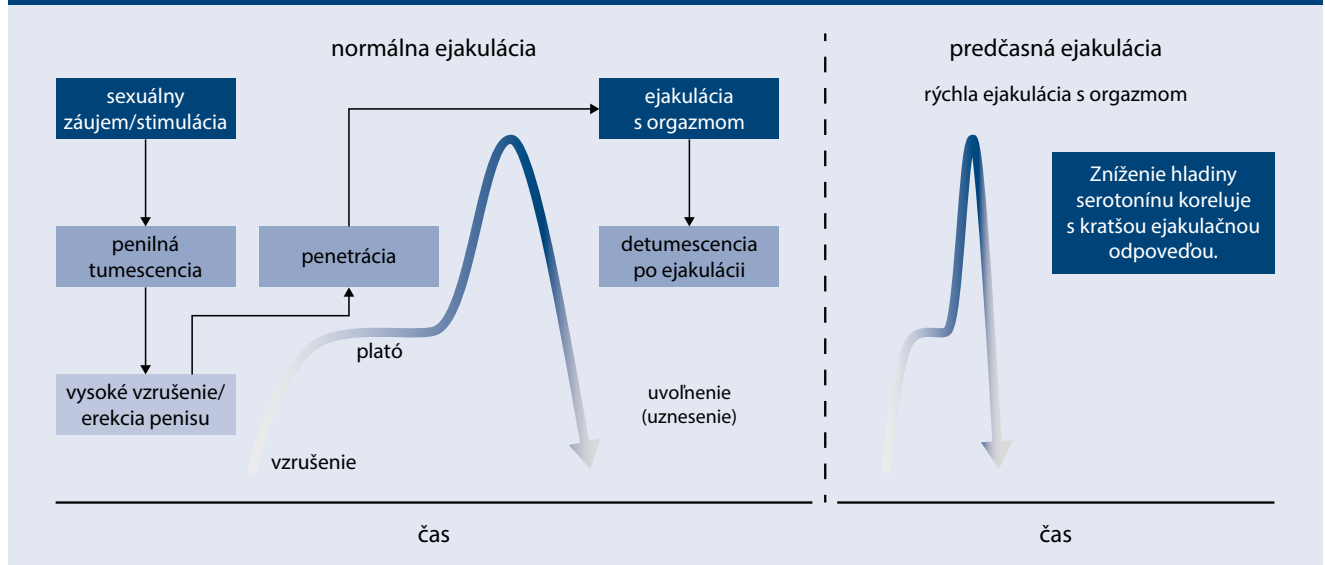 normálna ejakulácia
sexuálny
záujem/stimulácia
ejakulácia
s orgazmom
penilná
tumescencia
penetrácia
detumescencia
po ejakulácii
plató
vysoké vzrušenie/
erekcia penisu
uvoľnenie
(uznesenie)
vzrušenie
čas
predčasná ejakulácia
rýchla ejakulácia s orgazmom
Zníženie hladiny
serotonínu koreluje
s kratšou ejakulačnou
odpoveďou.
čas